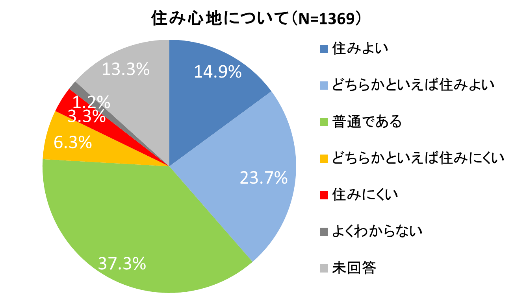 住み心地について（N=1369）
14.9%
23.7%
37.3%
6.3%
3.3%
1.2%
13.3%
住みよい
どちらかといえば住みよい
普通である
どちらかといえば住みにくい
住みにくい
よくわからない
未回答